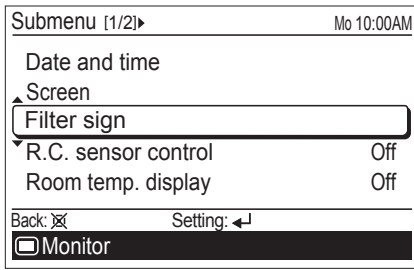 Submenu [1/2]▶ Mo 10:00AM
Date and time
Screen
Filter sign
R.C. sensor control Off
Room temp. display Off
Back: Setting: ↵
Monitor